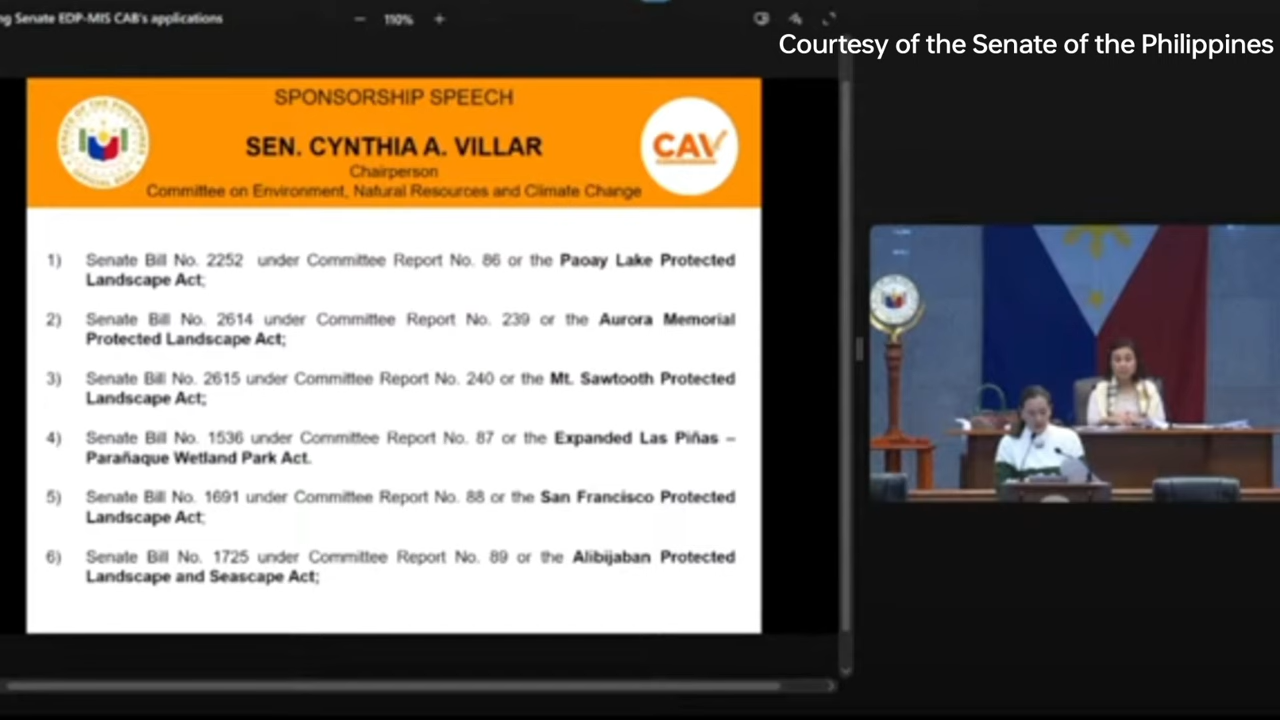 ng Senate EDP-MIS CAB's applications
110%
Courtesy of the Senate of the Philippines
SPONSORSHIP SPEECH
SEN. CYNTHIA A. VILLAR
Chairperson
Committee on Environment, Natural Resources and Climate Change
CAV
1) Senate Bill No. 2252 under Committee Report No. 86 or the Paoay Lake Protected
Landscape Act;
2) Senate Bill No. 2614 under Committee Report No. 239 or the Aurora Memorial
Protected Landscape Act;
3) Senate Bill No. 2615 under Committee Report No. 240 or the Mt. Sawtooth Protected
Landscape Act;
4) Senate Bill No. 1536 under Committee Report No. 87 or the Expanded Las Piñas –
Parañaque Wetland Park Act.
5) Senate Bill No. 1691 under Committee Report No. 88 or the San Francisco Protected
Landscape Act;
6) Senate Bill No. 1725 under Committee Report No. 89 or the Alibijaban Protected
Landscape and Seascape Act;